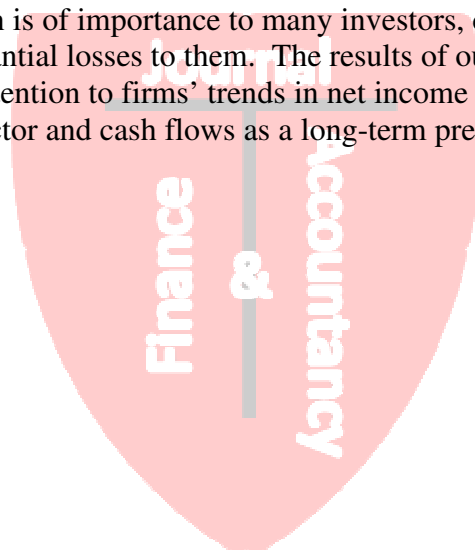 n is of importance to many investors,
antial losses to them. The results of ou
ention to firms' trends in net income
ctor and cash flows as a long-term pre
Journal
Finance
&
Accountancy